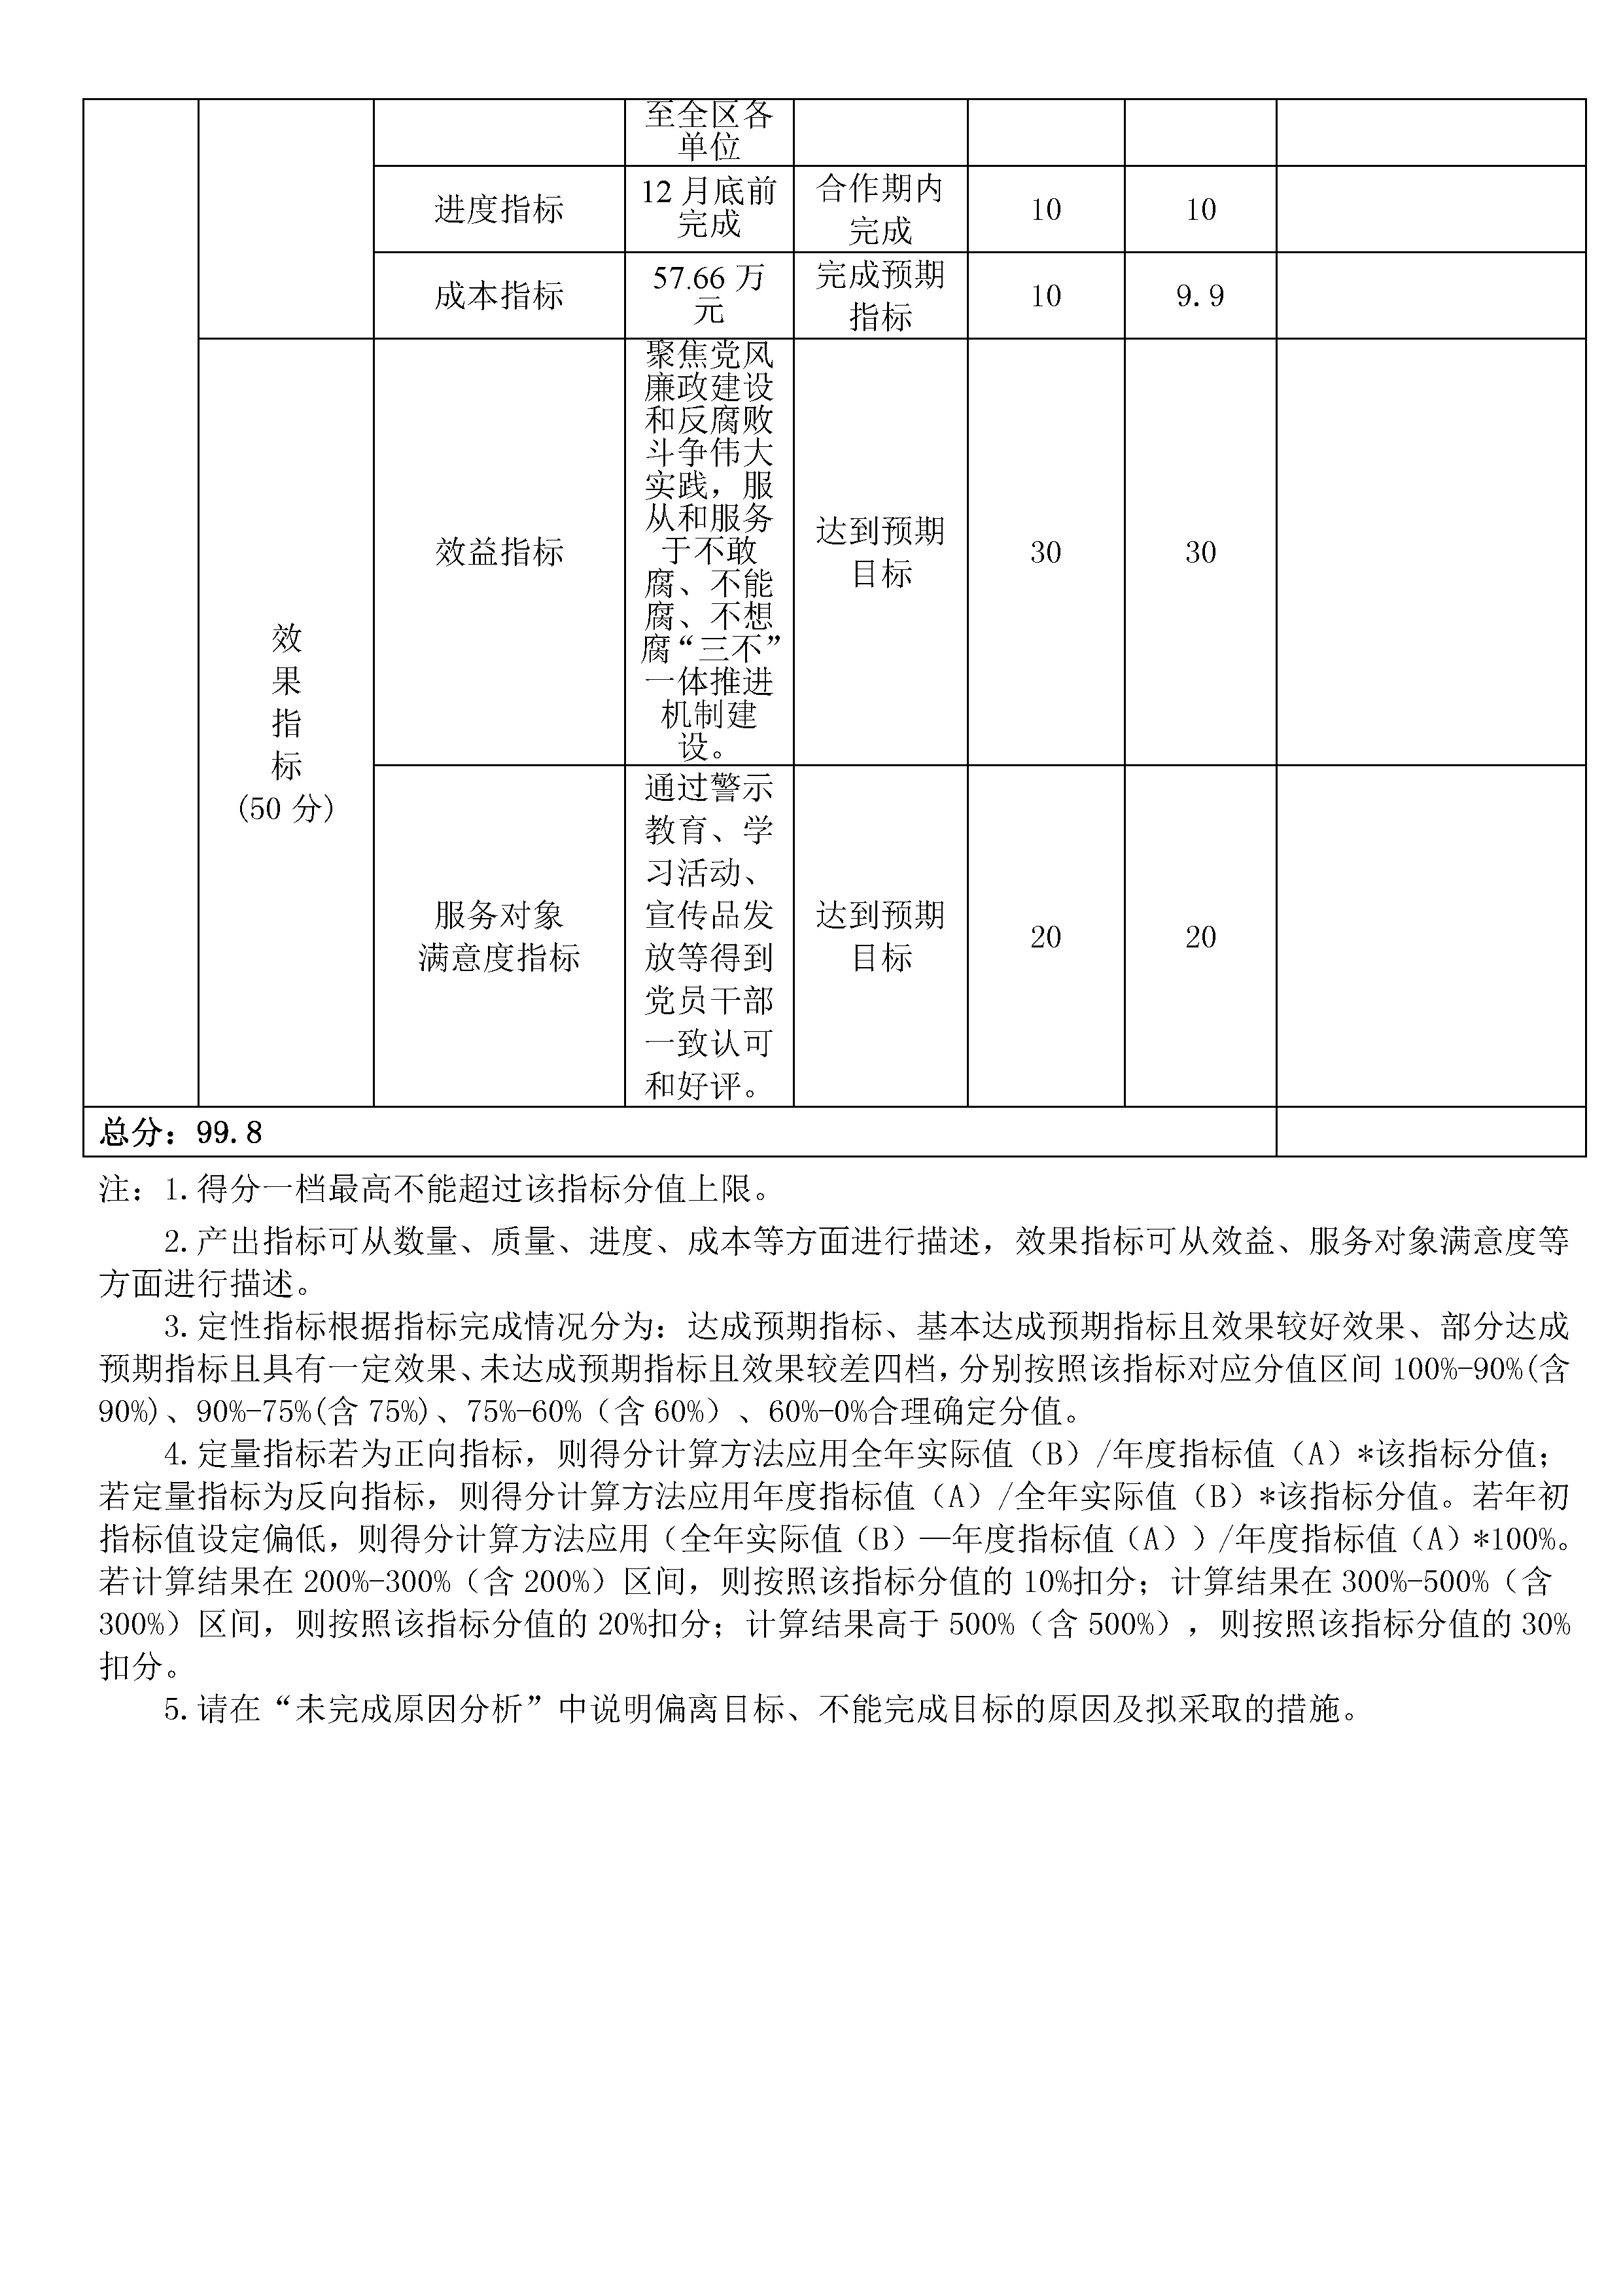 至全区各
单位
进度指标
12 月底前
完成
合作期内
完成
10
10
成本指标
57.66 万
元
完成预期
指标
10
9.9
效
果
指
标
(50 分)
效益指标
聚焦党风
廉政建设
和反腐败
斗争伟大
实践，服
从和服务
于不敢
腐、不能
腐、不想
腐“三不”
一体推进
机制建
设。
达到预期
目标
30
30
服务对象
满意度指标
通过警示
教育、学
习活动、
宣传品发
放等得到
党员干部
一致认可
和好评。
达到预期
目标
20
20
总分：99.8
注：1.得分一档最高不能超过该指标分值上限。
2.产出指标可从数量、质量、进度、成本等方面进行描述，效果指标可从效益、服务对象满意度等
方面进行描述。
3.定性指标根据指标完成情况分为：达成预期指标、基本达成预期指标且效果较好效果、部分达成
预期指标且具有一定效果、未达成预期指标且效果较差四档，分别按照该指标对应分值区间 100%-90%(含
90%)、90%-75%(含 75%)、75%-60%（含 60%）、60%-0%合理确定分值。
4.定量指标若为正向指标，则得分计算方法应用全年实际值（B）/年度指标值（A）*该指标分值；
若定量指标为反向指标，则得分计算方法应用年度指标值（A）/全年实际值（B）*该指标分值。若年初
指标值设定偏低，则得分计算方法应用（全年实际值（B）—年度指标值（A））/年度指标值（A）*100%。
若计算结果在 200%-300%（含 200%）区间，则按照该指标分值的 10%扣分；计算结果在 300%-500%（含
300%）区间，则按照该指标分值的 20%扣分；计算结果高于 500%（含 500%），则按照该指标分值的 30%
扣分。
5.请在“未完成原因分析”中说明偏离目标、不能完成目标的原因及拟采取的措施。